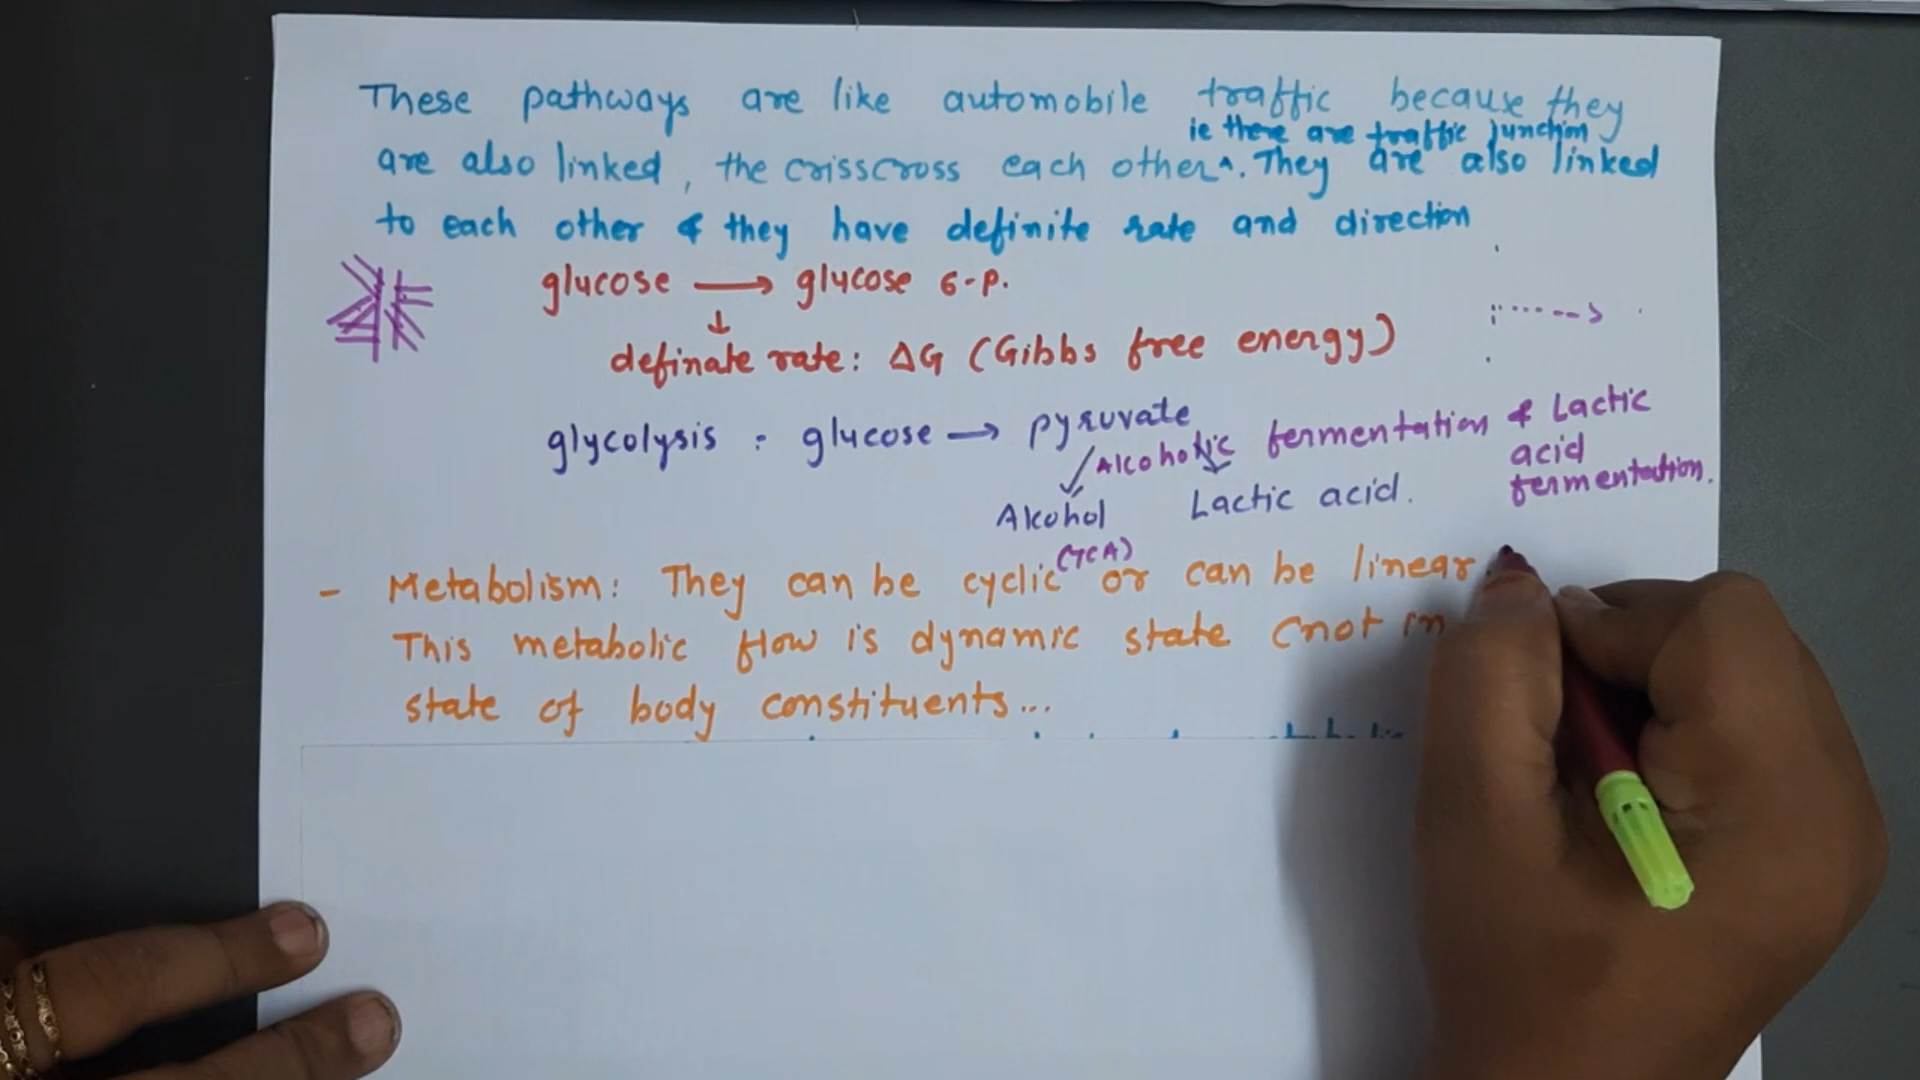 These pathways are like automobile traffic because they
ie there are traffic junction
are also linked, the crisscross each other^. They are also linked
to each other & they have definite rate and direction
glucose → glucose 6-p.
↓
definate rate: ΔG (Gibbs free energy)
glycolysis : glucose → pyruvate
Alcoholic fermentation & Lactic
acid
fermentation.
Alcohol Lactic acid.
(TCA)
- Metabolism: They can be cyclic or can be linear
This metabolic flow is dynamic state (not in
state of body constituents...